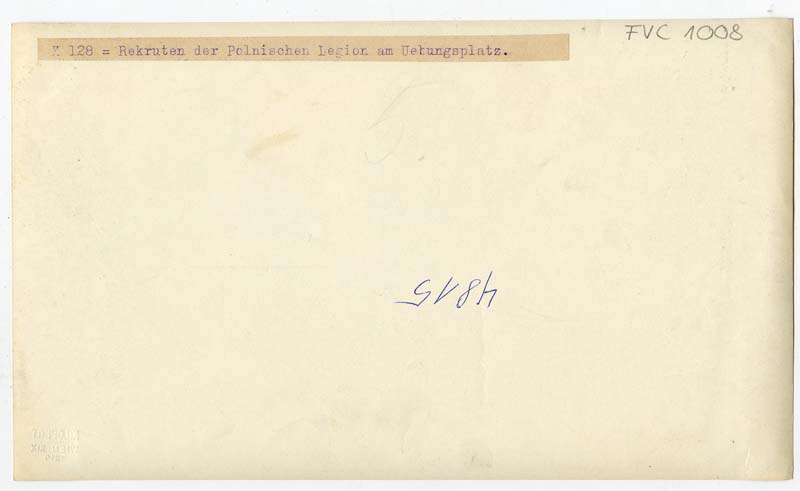 FVC 1008
K 128 = Rekruten der Polnischen Legion am Uebungsplatz.
4815